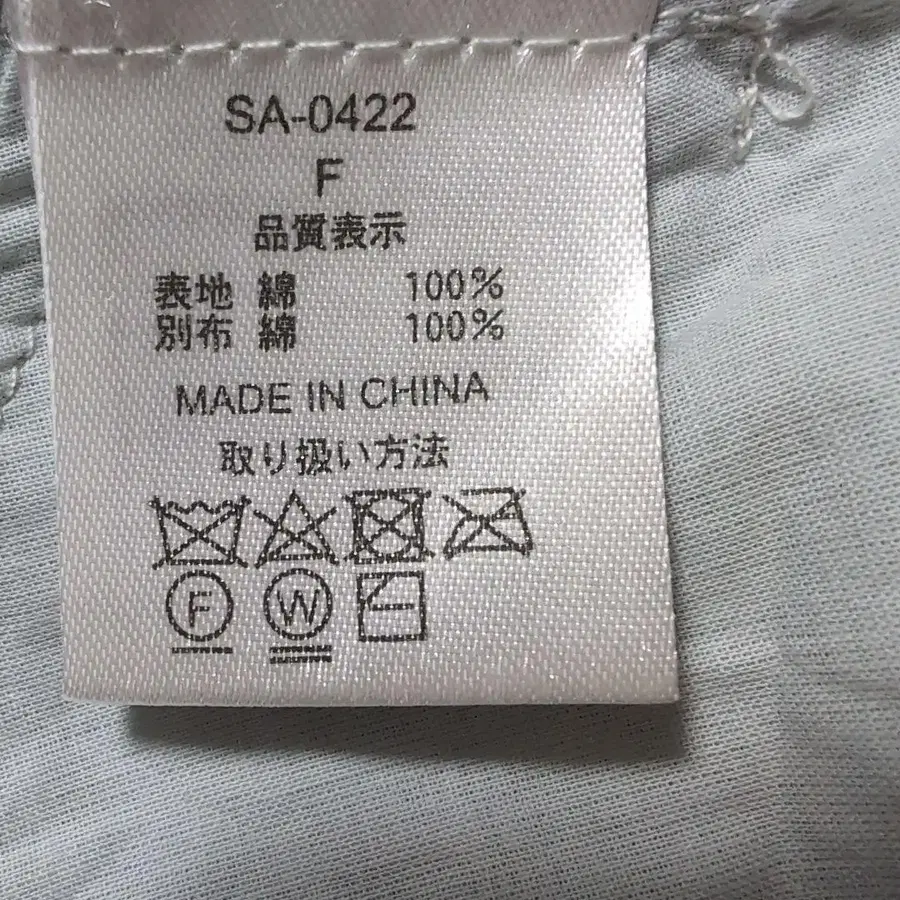 SA-0422
F
品質表示
表地 綿 100%
別布 綿 100%
MADE IN CHINA
取り扱い方法
F W